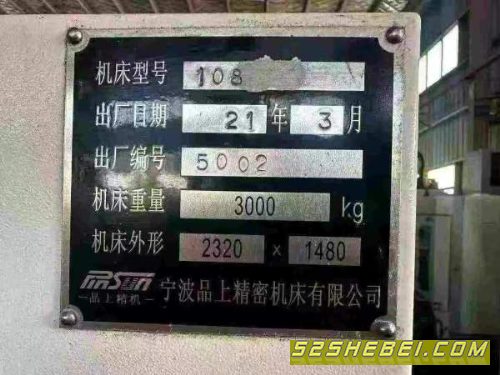 机床型号 108
出厂日期 21 年 3 月
出厂编号 5002
机床重量 3000 kg
机床外形 2320 x 1480
品上精机 宁波品上精密机床有限公司
52SHEBEI.COM